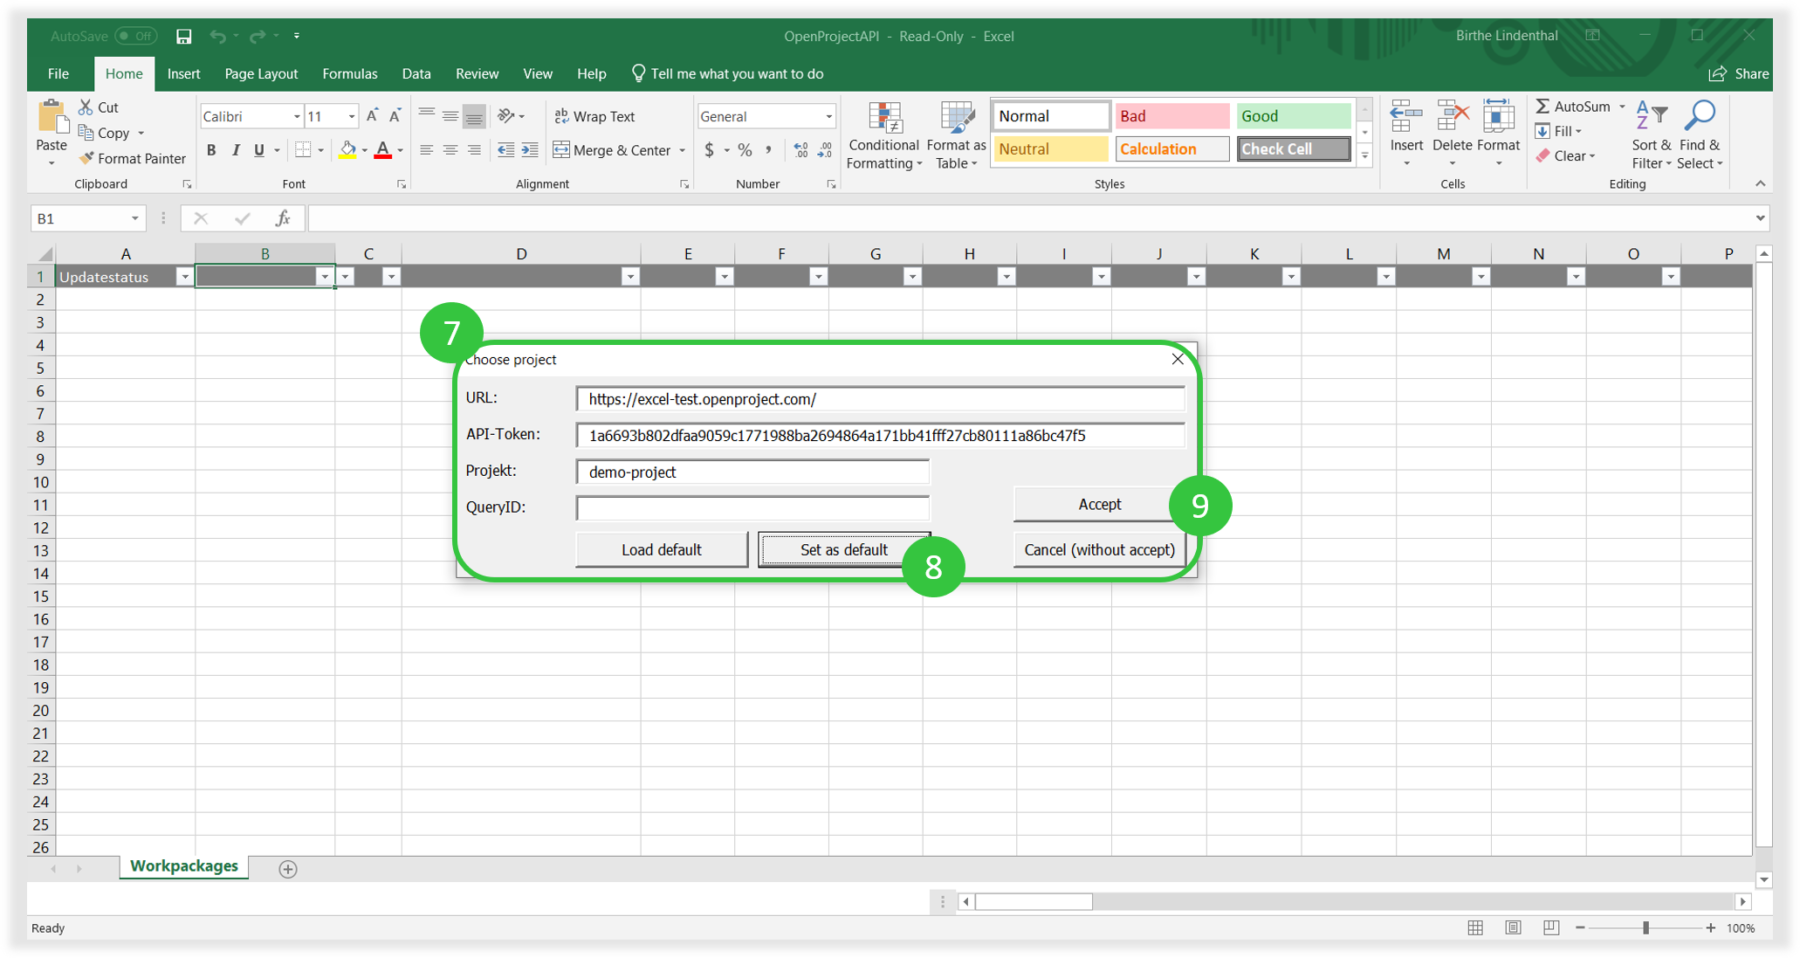 AutoSave Off
OpenProjectAPI - Read-Only - Excel
Birthe Lindenthal
File Home Insert Page Layout Formulas Data Review View Help Tell me what you want to do Share
Cut
Copy
Format Painter
Paste
Clipboard
Calibri 11
B I U
Font
Wrap Text
Merge & Center
Alignment
General
$ % ,
Number
Conditional Formatting
Format as Table
Normal Bad Good
Neutral Calculation Check Cell
Styles
Insert Delete Format
Cells
AutoSum
Fill
Clear
Sort & Filter
Find & Select
Editing
B1
fx
A B C D E F G H I J K L M N O P
1 Updatestatus
2
3
4
5
6
7
8
9
10
11
12
13
14
15
16
17
18
19
20
21
22
23
24
25
26
7
Choose project
URL: https://excel-test.openproject.com/
API-Token: 1a6693b802dfaa9059c1771988ba2694864a171bb41fff27cb80111a86bc47f5
Projekt: demo-project
QueryID:
Accept
9
Load default Set as default Cancel (without accept)
8
Workpackages
Ready
100%